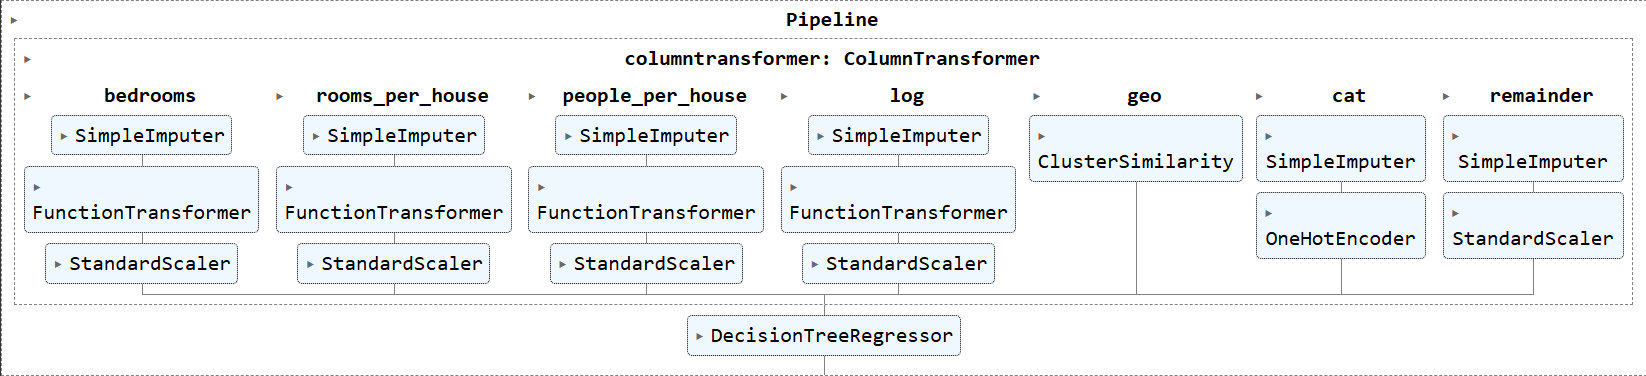 Pipeline
columntransformer: ColumnTransformer
bedrooms rooms_per_house people_per_house log geo cat remainder
SimpleImputer SimpleImputer SimpleImputer SimpleImputer ClusterSimilarity SimpleImputer SimpleImputer
FunctionTransformer FunctionTransformer FunctionTransformer FunctionTransformer OneHotEncoder StandardScaler
StandardScaler StandardScaler StandardScaler StandardScaler
DecisionTreeRegressor